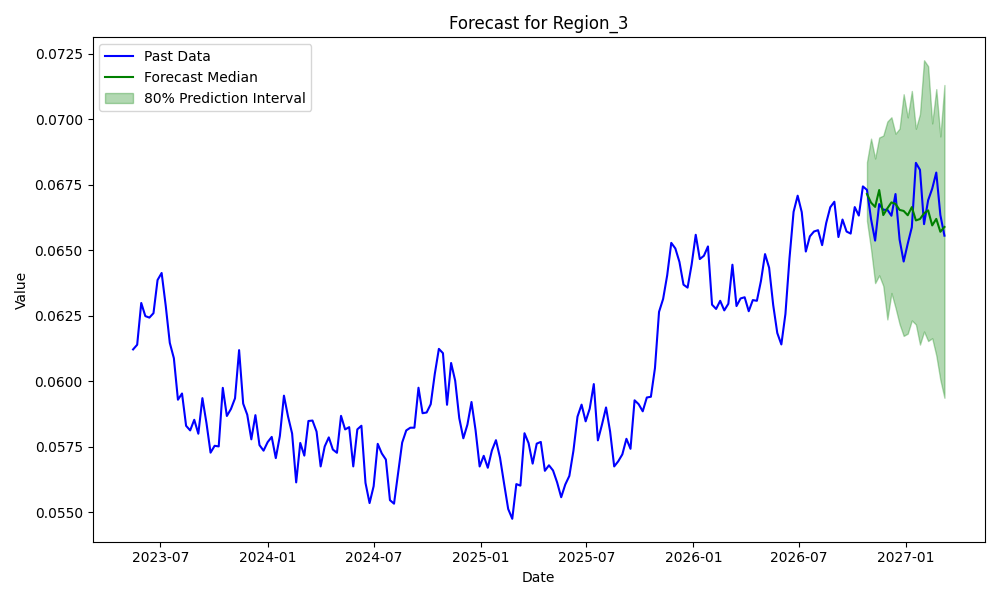 Forecast for Region_3
Past Data
Forecast Median
80% Prediction Interval
Value
0.0725
0.0700
0.0675
0.0650
0.0625
0.0600
0.0575
0.0550
2023-07
2024-01
2024-07
2025-01
2025-07
2026-01
2026-07
2027-01
Date